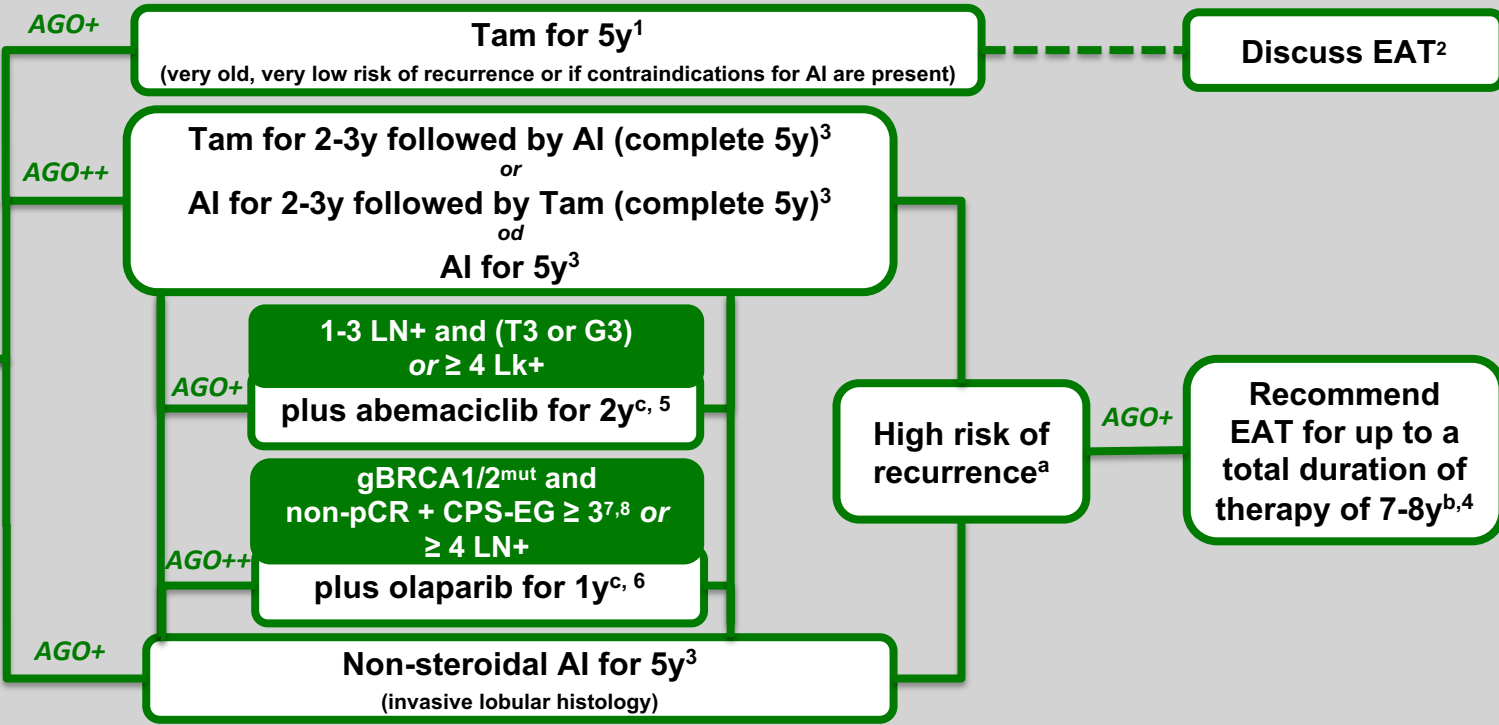 AGO+
Tam for 5y¹
(very old, very low risk of recurrence or if contraindications for AI are present)
Discuss EAT²
AGO++
Tam for 2-3y followed by AI (complete 5y)³
or
AI for 2-3y followed by Tam (complete 5y)³
od
AI for 5y³
1-3 LN+ and (T3 or G3)
or ≥ 4 Lk+
AGO+
plus abemaciclib for 2yᶜ, ⁵
gBRCA1/2ᵐᵘᵗ and
non-pCR + CPS-EG ≥ 3⁷,⁸ or
≥ 4 LN+
AGO++
plus olaparib for 1yᶜ, ⁶
High risk of
recurrenceᵃ
AGO+
Recommend
EAT for up to a
total duration of
therapy of 7-8yᵇ,⁴
AGO+
Non-steroidal AI for 5y³
(invasive lobular histology)